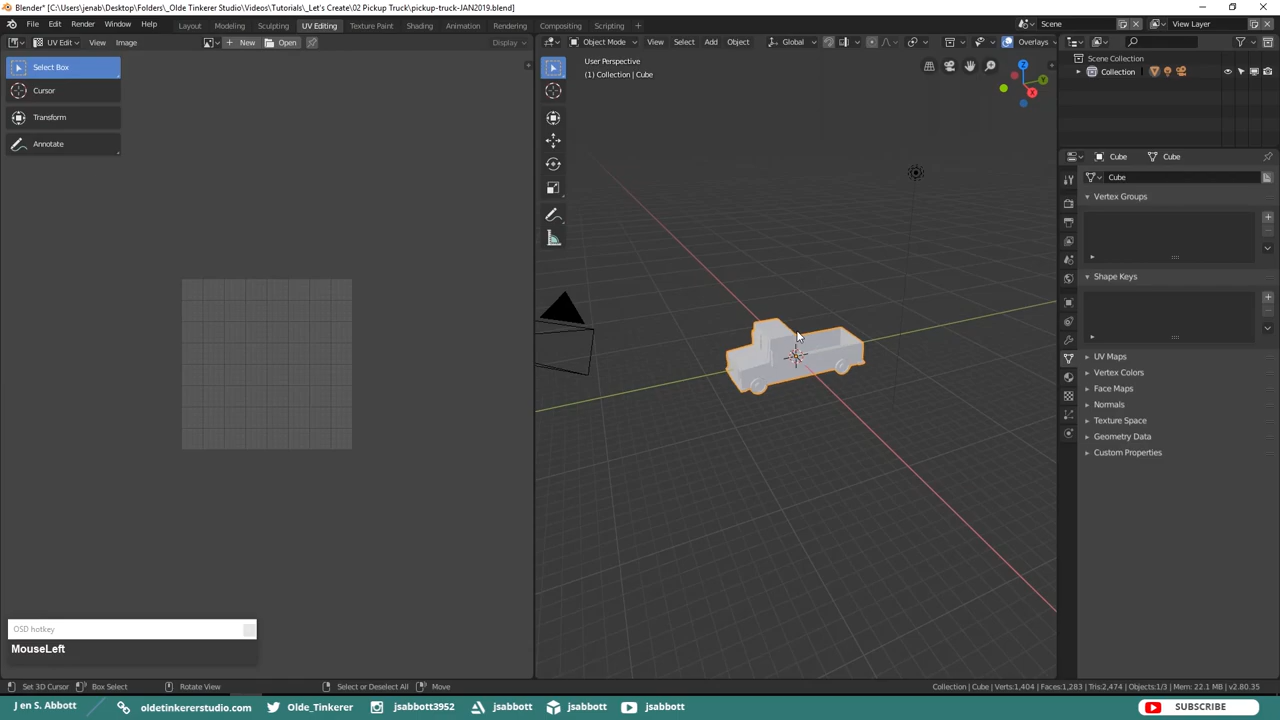 Blender* [C:\Users\jenab\Desktop\Folders\_Olde Tinkerer Studio\Videos\Tutorials\_Let's Create\02 Pickup Truck\pickup-truck-JAN2019.blend]
File Edit Render Window Help Layout Modeling Sculpting UV Editing Texture Paint Shading Animation Rendering Compositing Scripting Scene View Layer
UV Edit View Image New Open Display Object Mode View Select Add Object Global Overlays
Select Box
Cursor
Transform
Annotate
User Perspective
(1) Collection | Cube
Scene Collection
Collection
Cube Cube
Cube
Vertex Groups
Shape Keys
UV Maps
Vertex Colors
Face Maps
Normals
Texture Space
Geometry Data
Custom Properties
OSD hotkey
MouseLeft
Set 3D Cursor Box Select Rotate View Select or Deselect All Move Collection | Cube | Verts:1,404 | Faces:1,283 | Tris:2,474 | Objects:1/3 | Mem: 22.1 MB | v2.80.35
J en S. Abbott oldetinkererstudio.com Olde_Tinkerer jsabbott3952 jsabbott jsabbott jsabbott SUBSCRIBE